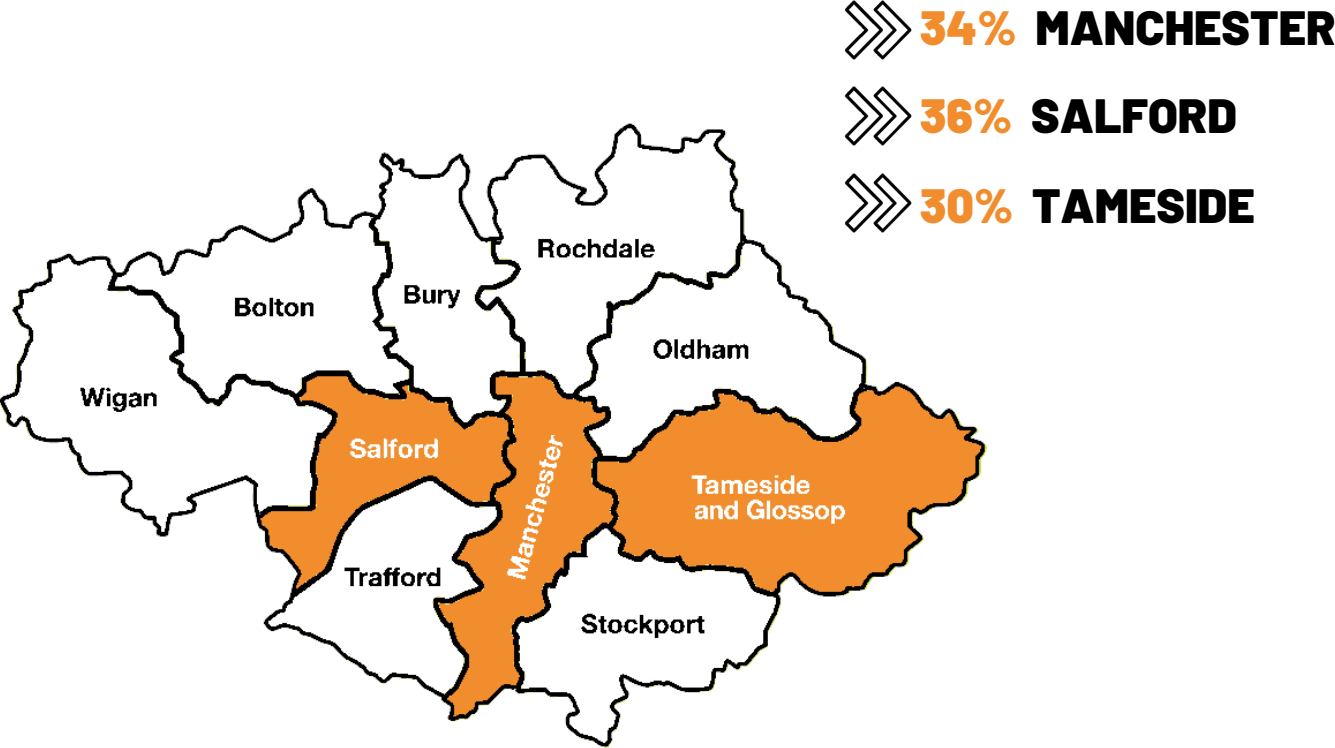 34% MANCHESTER
36% SALFORD
30% TAMESIDE
Rochdale
Bury
Bolton
Oldham
Wigan
Salford
Manchester
Tameside
and Glossop
Trafford
Stockport